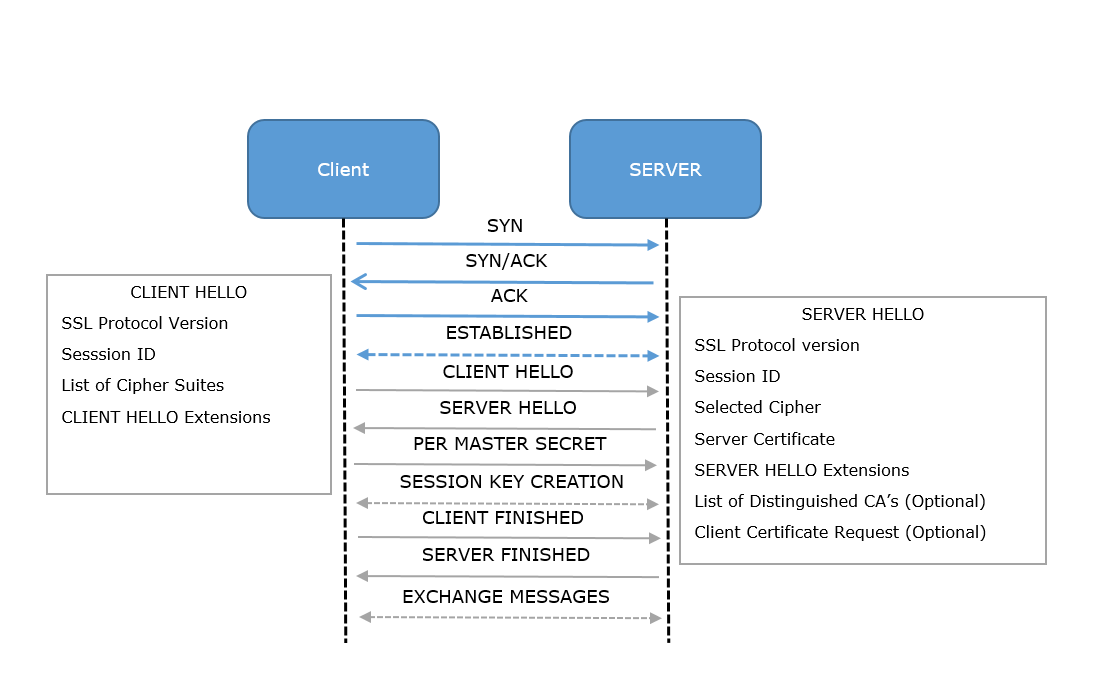 Client
SERVER
SYN
SYN/ACK
ACK
ESTABLISHED
CLIENT HELLO
SERVER HELLO
PER MASTER SECRET
SESSION KEY CREATION
CLIENT FINISHED
SERVER FINISHED
EXCHANGE MESSAGES
CLIENT HELLO
SSL Protocol Version
Sesssion ID
List of Cipher Suites
CLIENT HELLO Extensions
SERVER HELLO
SSL Protocol version
Session ID
Selected Cipher
Server Certificate
SERVER HELLO Extensions
List of Distinguished CA’s (Optional)
Client Certificate Request (Optional)